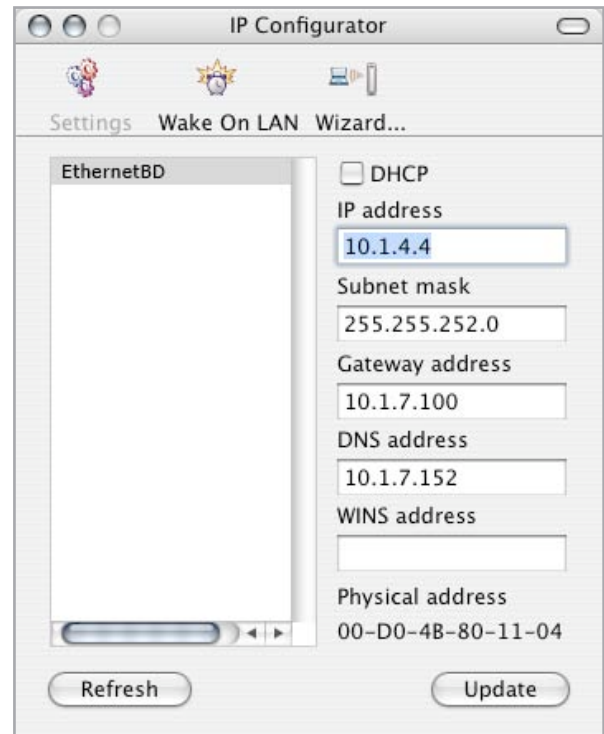 IP Configurator
Settings Wake On LAN Wizard...
EthernetBD
DHCP
IP address
10.1.4.4
Subnet mask
255.255.252.0
Gateway address
10.1.7.100
DNS address
10.1.7.152
WINS address
Physical address
00-D0-4B-80-11-04
Refresh
Update